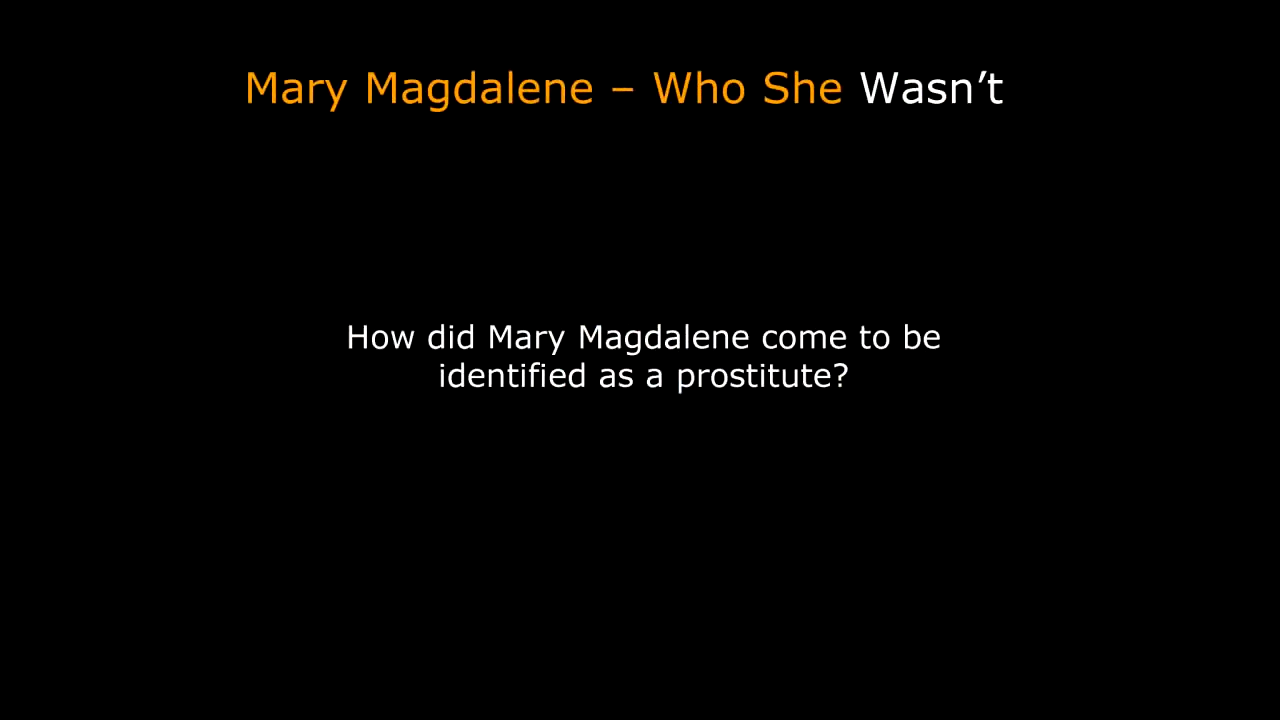 Mary Magdalene – Who She Wasn’t
How did Mary Magdalene come to be
identified as a prostitute?